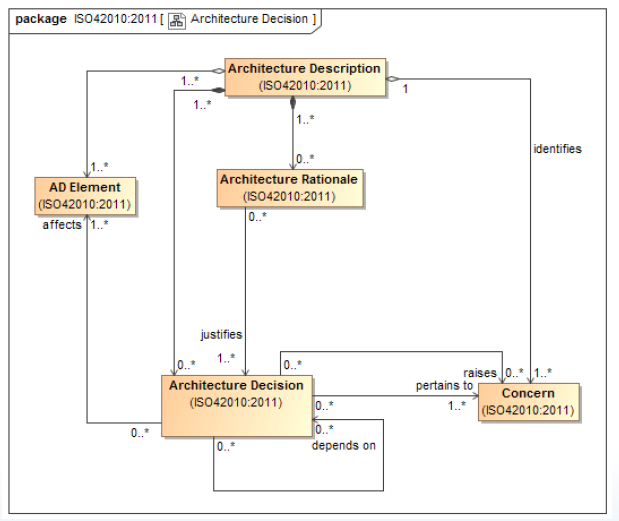 package ISO42010:2011 [ Architecture Decision ]
Architecture Description
(ISO42010:2011)
1..*
1..*
1
1..*
identifies
1..*
0..*
AD Element
(ISO42010:2011)
Architecture Rationale
(ISO42010:2011)
affects
1..*
0..*
justifies
1..*
0..*
0..*
raises
0..*
1..*
pertains to
Architecture Decision
(ISO42010:2011)
Concern
(ISO42010:2011)
0..*
1..*
0..*
0..*
depends on
0..*